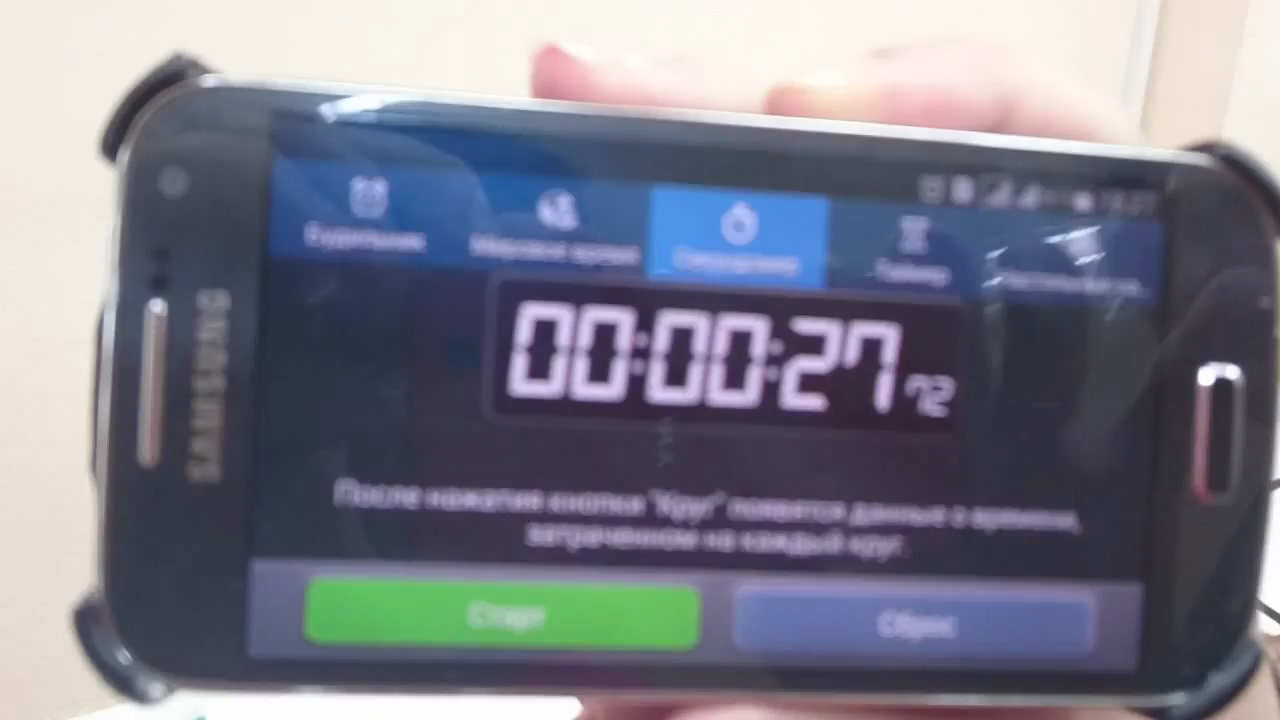 SAMSUNG
Будильник
Мировое время
Секундомер
Таймер
00:00:27 72
После нажатия кнопки "Круг" появятся данные о времени,
затраченном на каждый круг.
Старт
Сброс